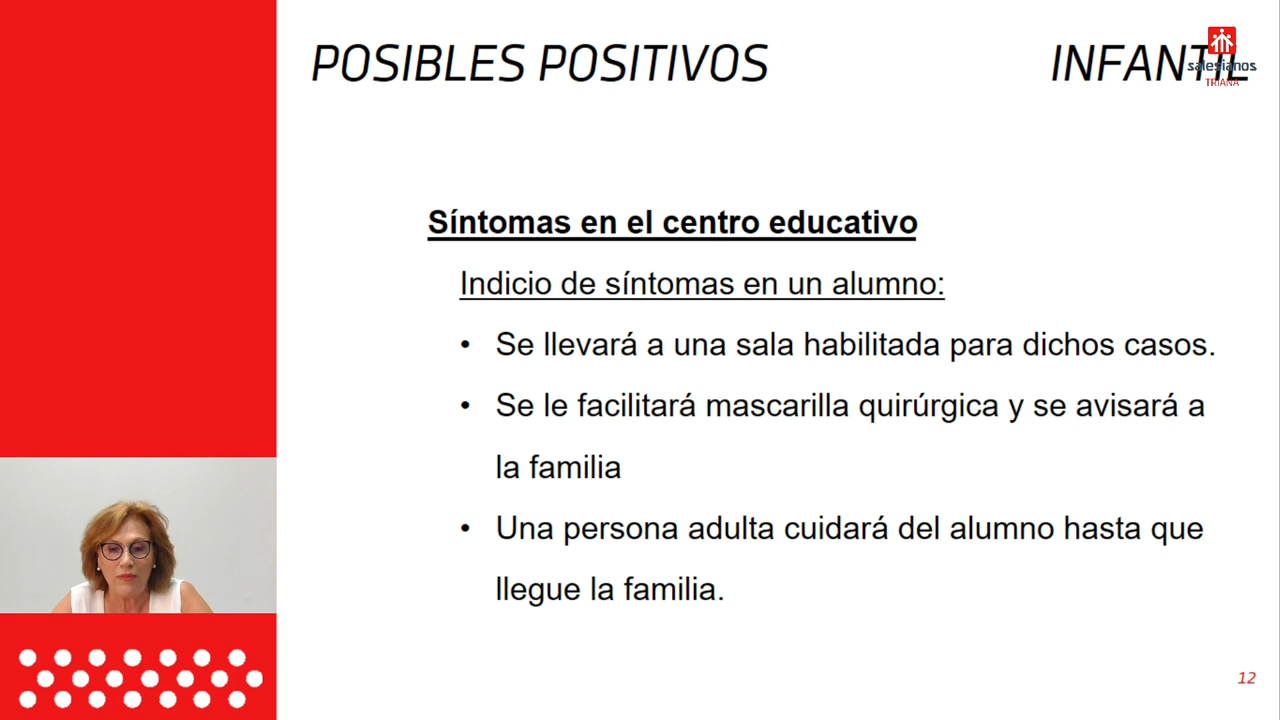 POSIBLES POSITIVOS INFANTIL
salesianos
TRIANA
Síntomas en el centro educativo
Indicio de síntomas en un alumno:
• Se llevará a una sala habilitada para dichos casos.
• Se le facilitará mascarilla quirúrgica y se avisará a
la familia
• Una persona adulta cuidará del alumno hasta que
llegue la familia.
12